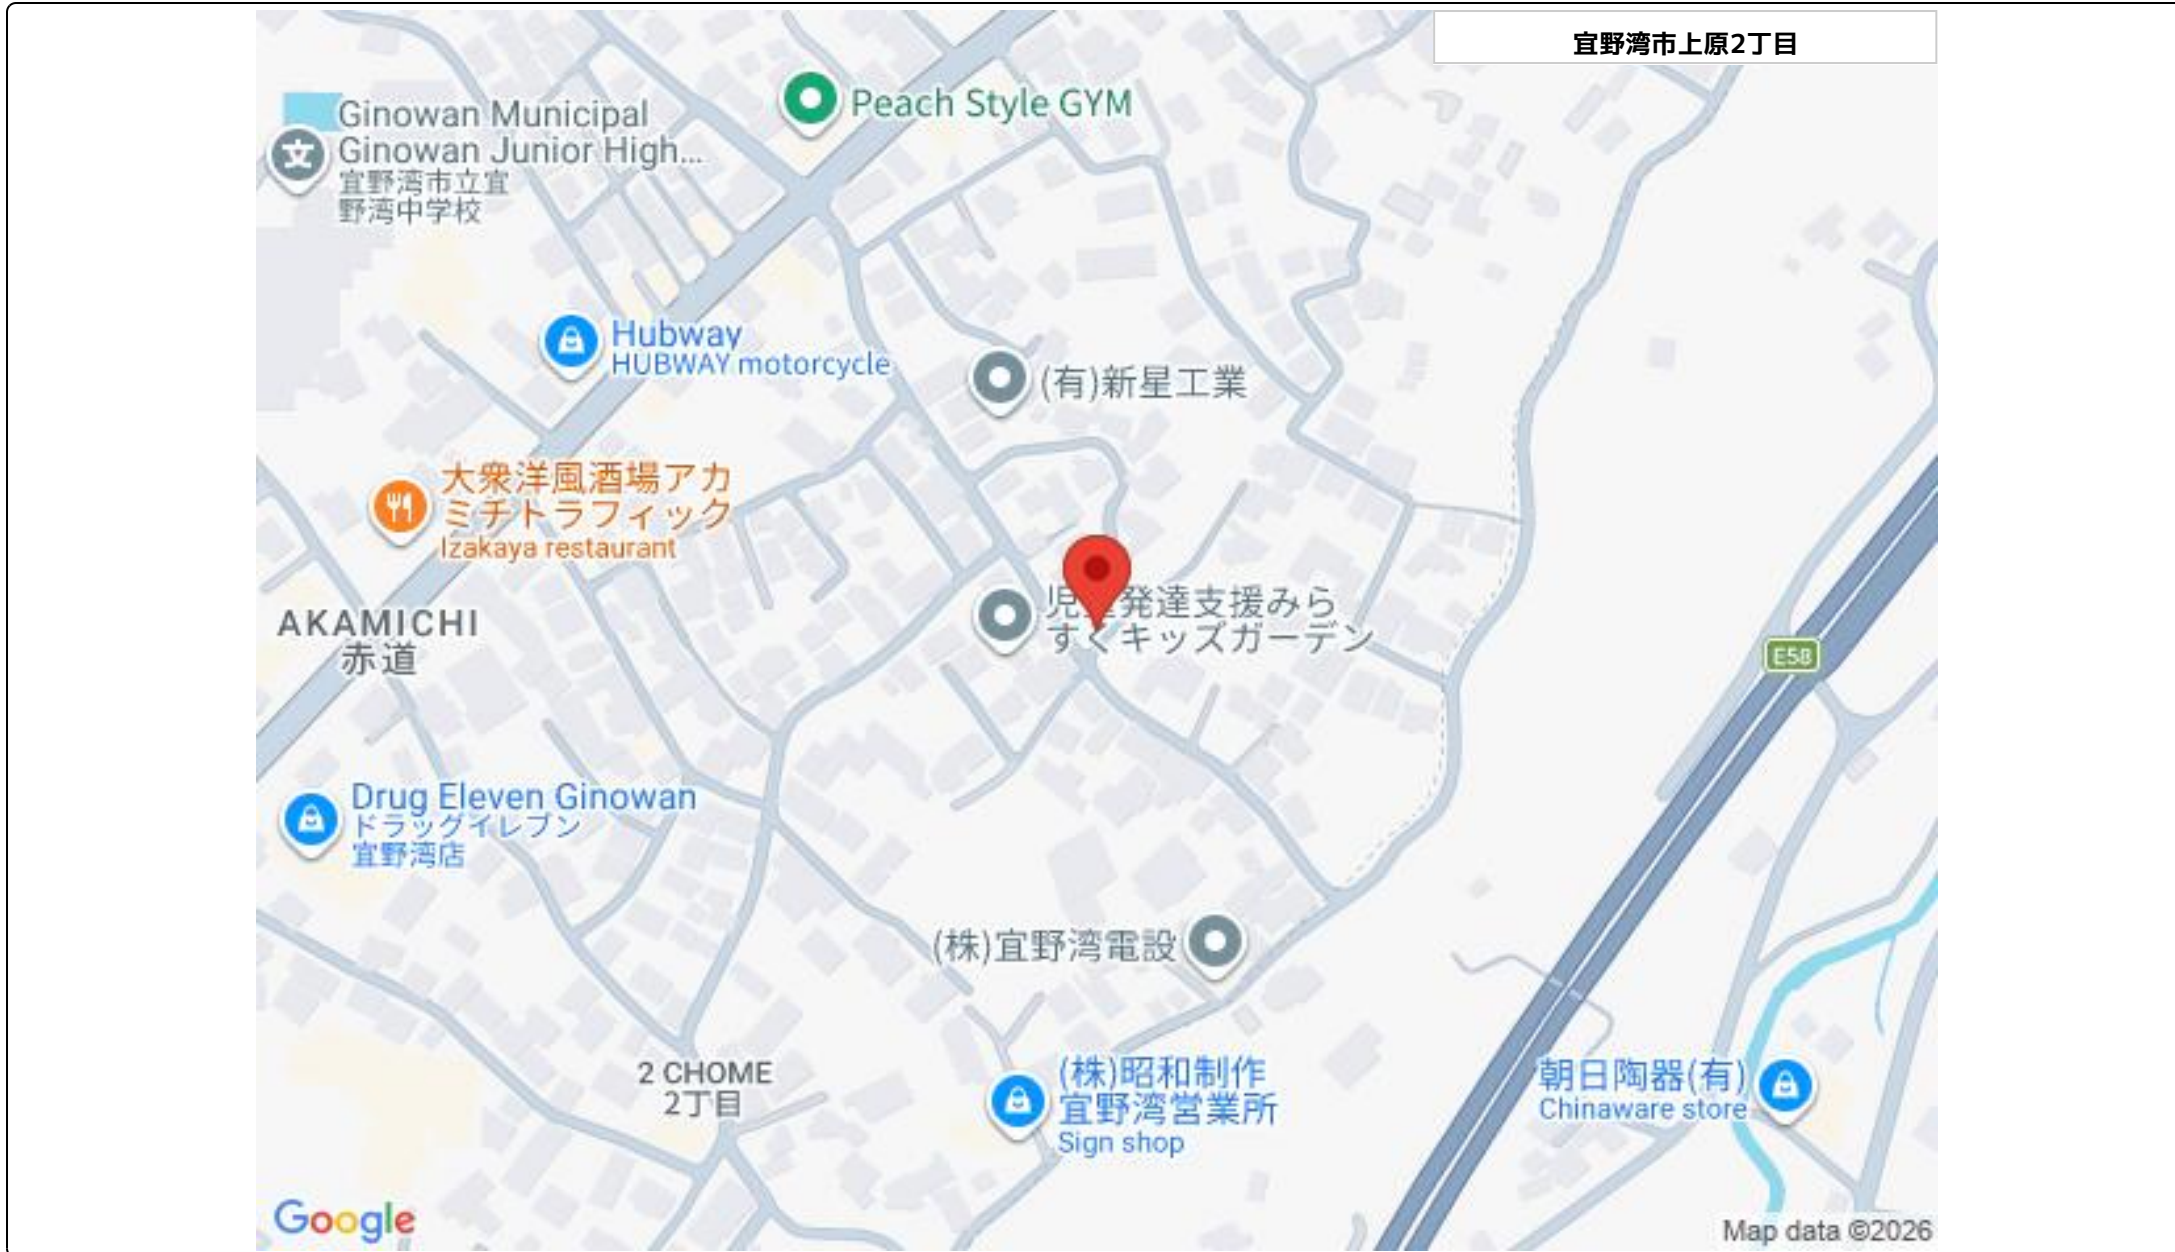 宜野湾市上原2丁目
Peach Style GYM
Ginowan Municipal
Ginowan Junior High...
宜野湾市立宜
野湾中学校
Hubway
HUBWAY motorcycle
(有)新星工業
大衆洋風酒場アカ
ミチトラフィック
Izakaya restaurant
児 発達支援みら
すくキッズガーデン
AKAMICHI
赤道
E58
Drug Eleven Ginowan
ドラッグイレブン
宜野湾店
(株)宜野湾電設
2 CHOME
2丁目
(株)昭和制作
宜野湾営業所
Sign shop
朝日陶器(有)
Chinaware store
Google
Map data ©2026